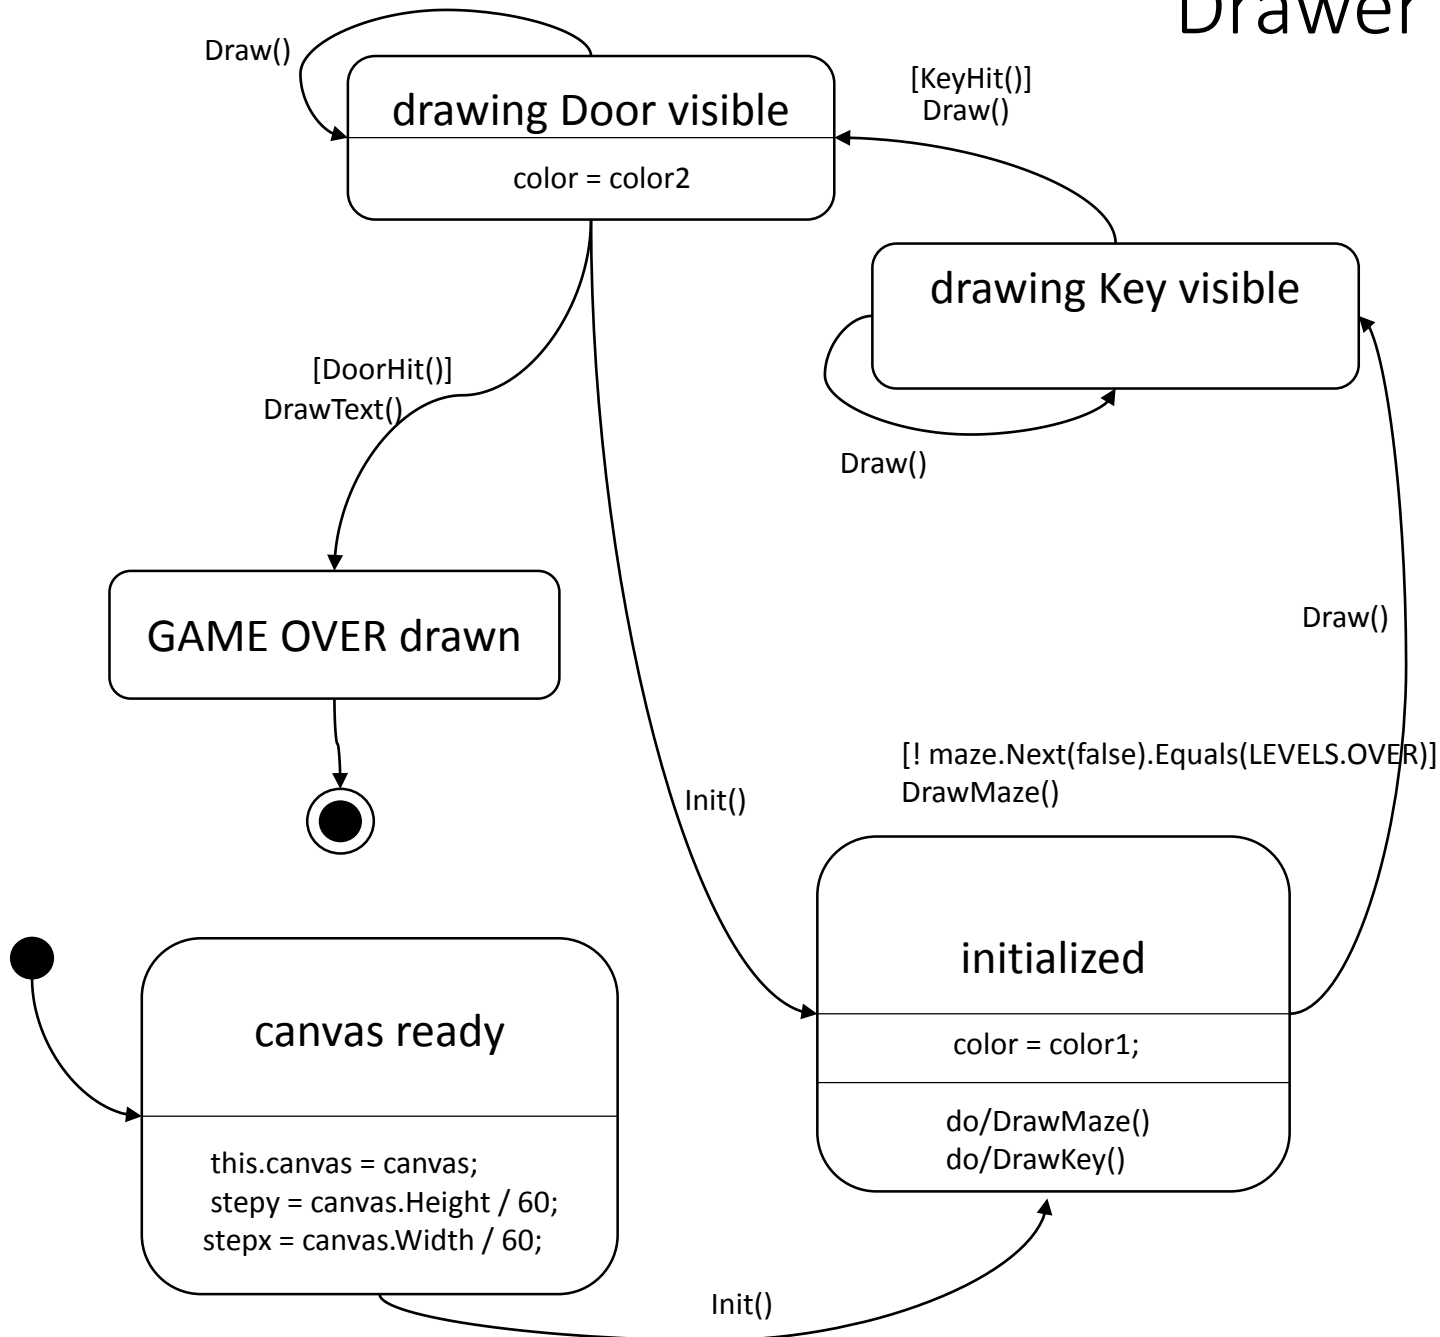 Drawer
Draw()
drawing Door visible
color = color2
[KeyHit()]
Draw()
drawing Key visible
Draw()
[DoorHit()]
DrawText()
GAME OVER drawn
Draw()
[! maze.Next(false).Equals(LEVELS.OVER)]
DrawMaze()
Init()
initialized
color = color1;
do/DrawMaze()
do/DrawKey()
canvas ready
this.canvas = canvas;
stepy = canvas.Height / 60;
stepx = canvas.Width / 60;
Init()